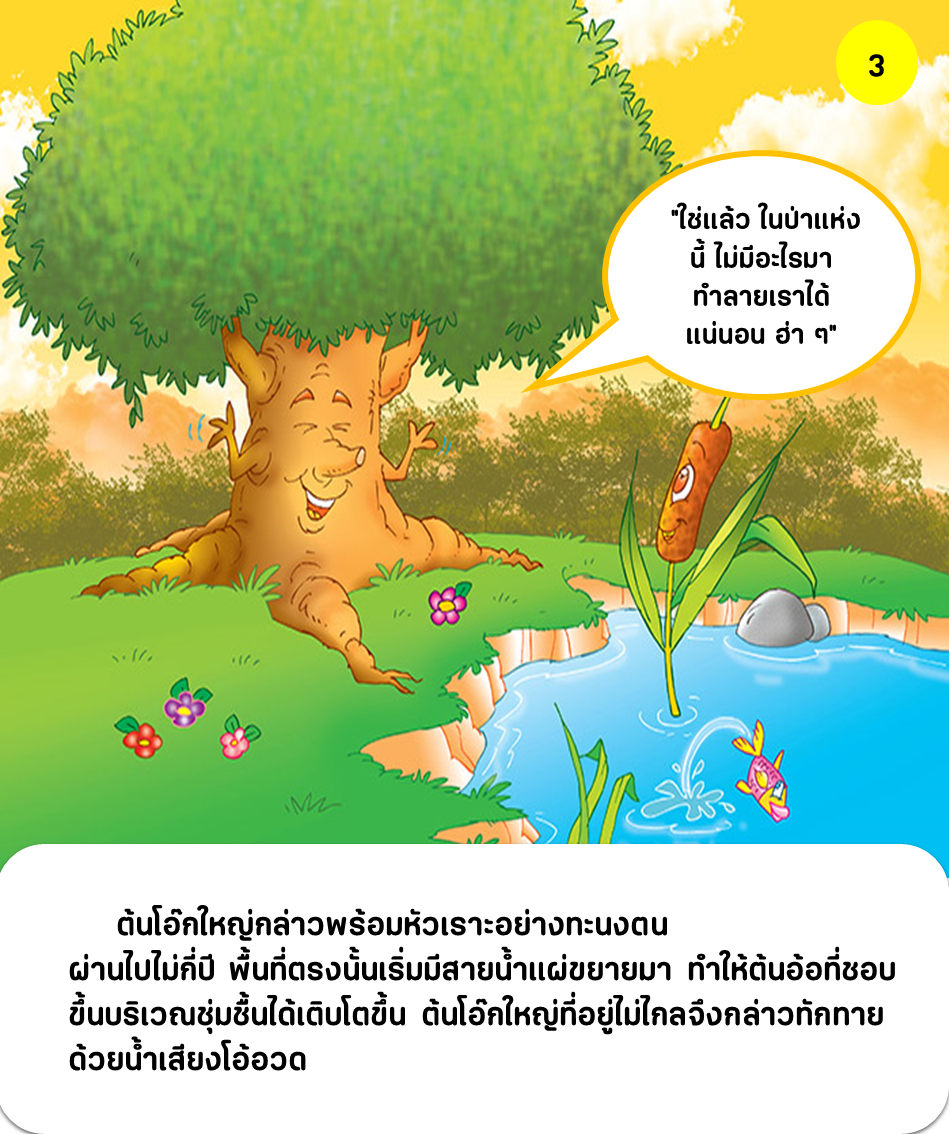 3
"ใช่แล้ว ในป่าแห่ง
นี้ ไม่มีอะไรมา
ทำลายเราได้
แน่นอน ฮ่า ๆ"
ต้นโอ๊กใหญ่กล่าวพร้อมหัวเราะอย่างทะนงตน
ผ่านไปไม่กี่ปี พื้นที่ตรงนั้นเริ่มมีสายน้ำแผ่ขยายมา ทำให้ต้นอ้อที่ชอบ
ขึ้นบริเวณชุ่มชื้นได้เติบโตขึ้น ต้นโอ๊กใหญ่ที่อยู่ไม่ไกลจึงกล่าวทักทาย
ด้วยน้ำเสียงโอ้อวด